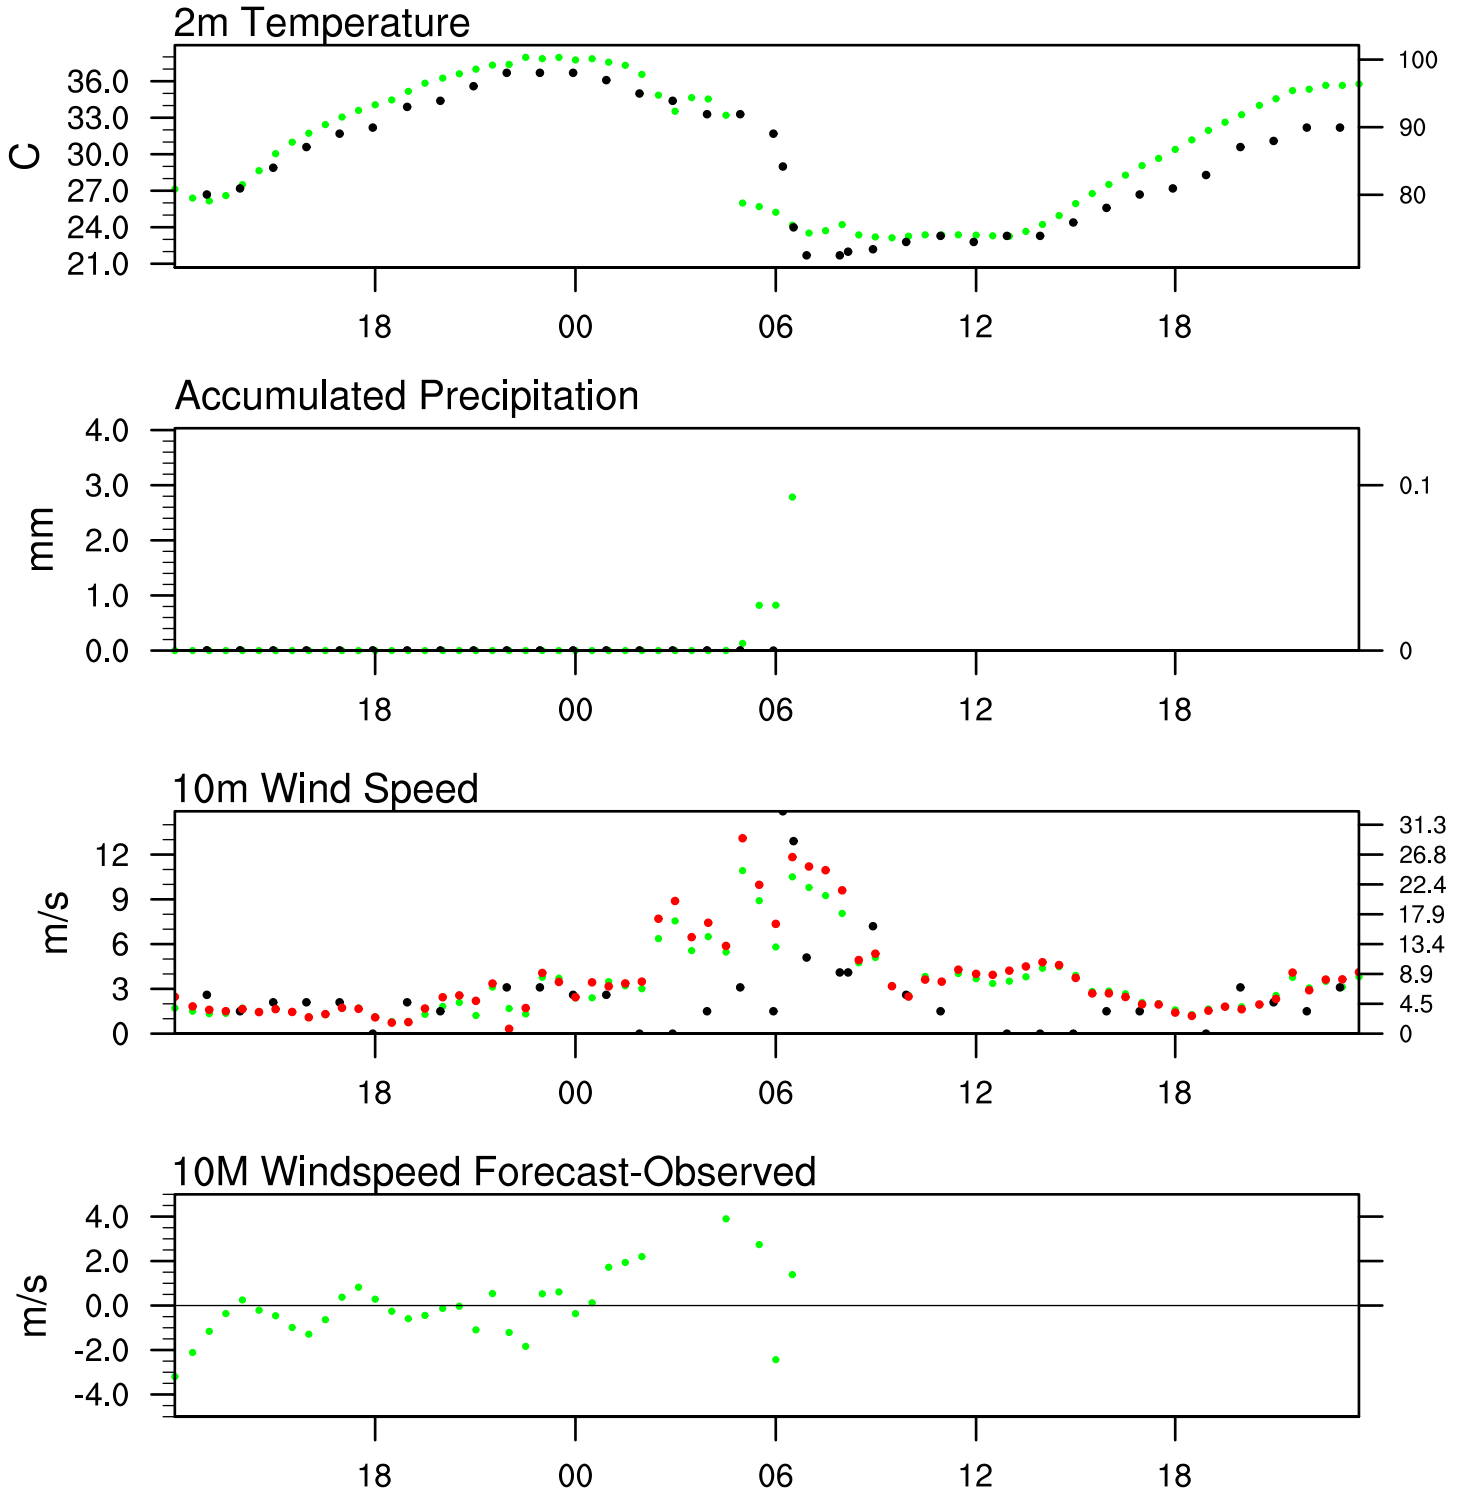 2m Temperature
C
36.0
33.0
30.0
27.0
24.0
21.0
100
90
80
18 00 06 12 18
Accumulated Precipitation
mm
4.0
3.0
2.0
1.0
0.0
0.1
0
18 00 06 12 18
10m Wind Speed
m/s
12
9
6
3
0
31.3
26.8
22.4
17.9
13.4
8.9
4.5
0
18 00 06 12 18
10M Windspeed Forecast-Observed
m/s
4.0
2.0
0.0
-2.0
-4.0
18 00 06 12 18